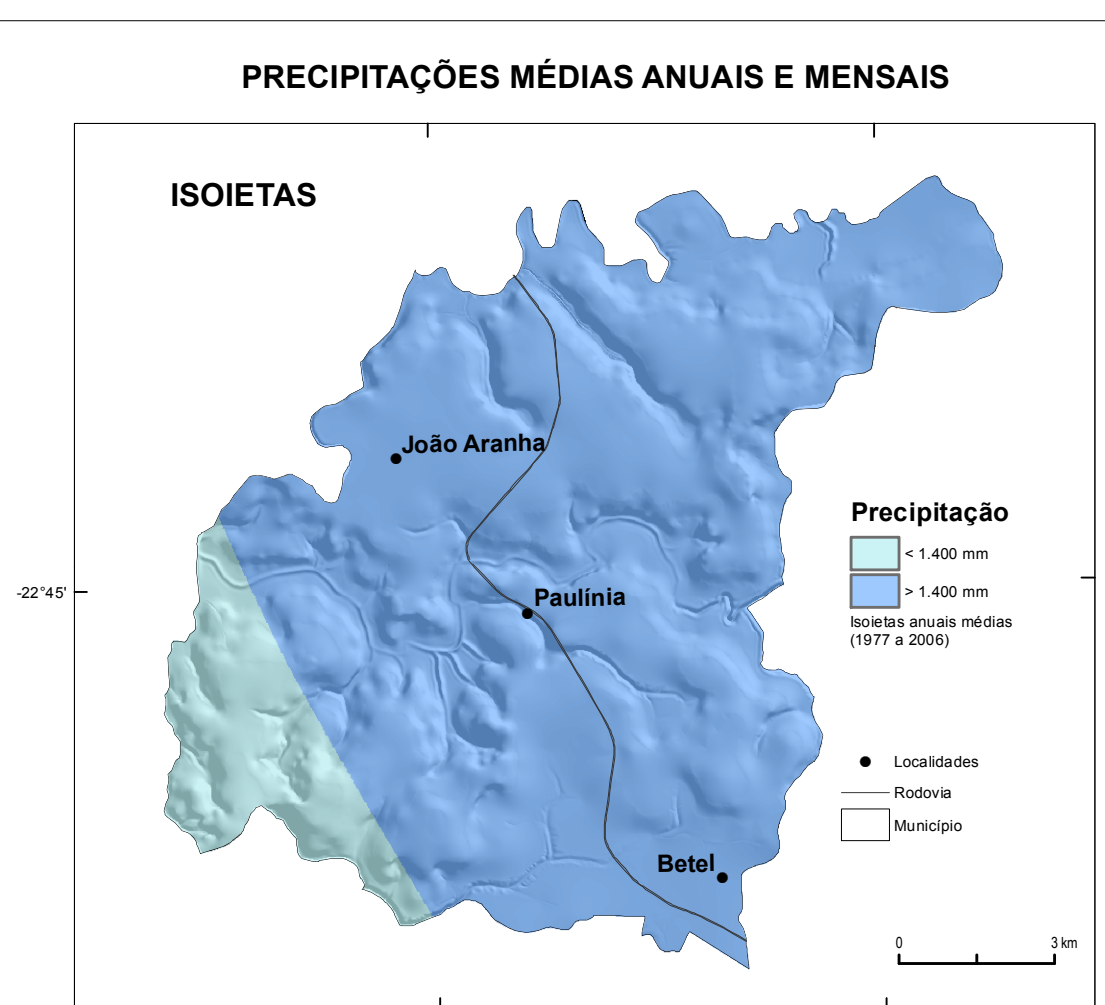 PRECIPITAÇÕES MÉDIAS ANUAIS E MENSAIS
ISOIETAS
João Aranha
Precipitação
< 1.400 mm
> 1.400 mm
-22°45'
Paulínia
Isoietas anuais médias
(1977 a 2006)
Localidades
Rodovia
Município
Betel
0 3 km